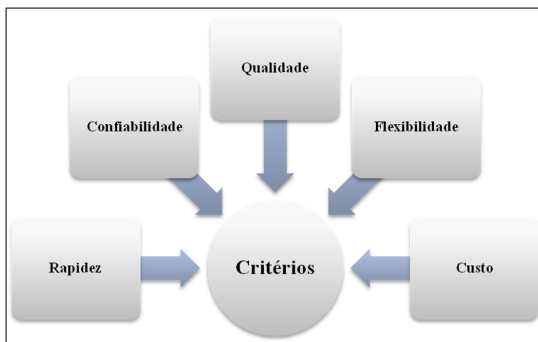 Qualidade
Confiabilidade
Flexibilidade
Rapidez
Critérios
Custo